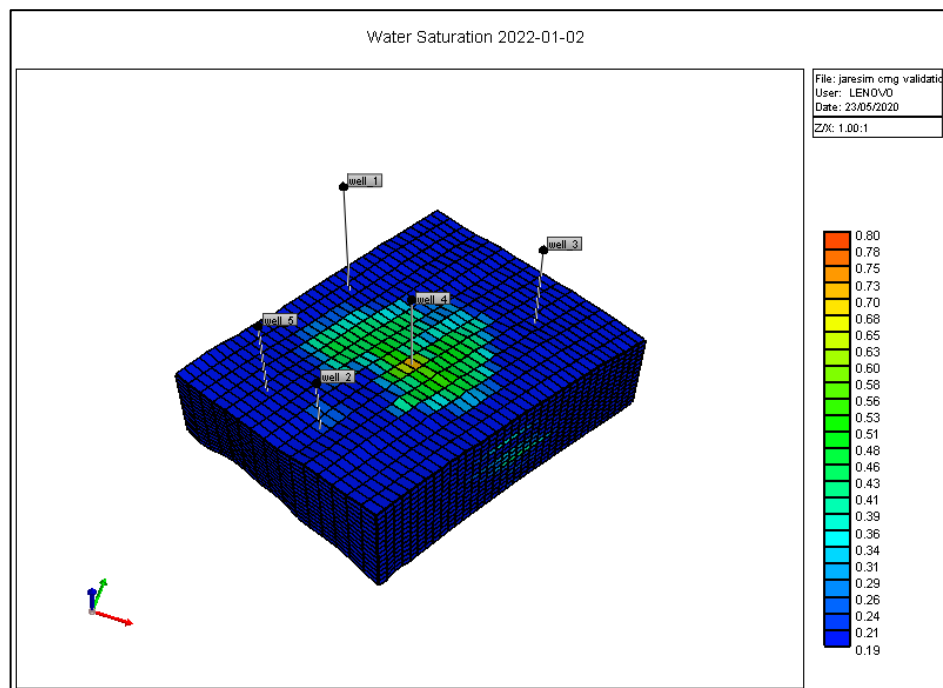 Water Saturation 2022-01-02
File: jaresim cmg validatio
User: LENOVO
Date: 23/05/2020
Z/X: 1.00:1
well_1
well_3
well_4
well_5
well_2
0.80
0.78
0.75
0.73
0.70
0.68
0.65
0.63
0.60
0.58
0.56
0.53
0.51
0.48
0.46
0.43
0.41
0.39
0.36
0.34
0.31
0.29
0.26
0.24
0.21
0.19